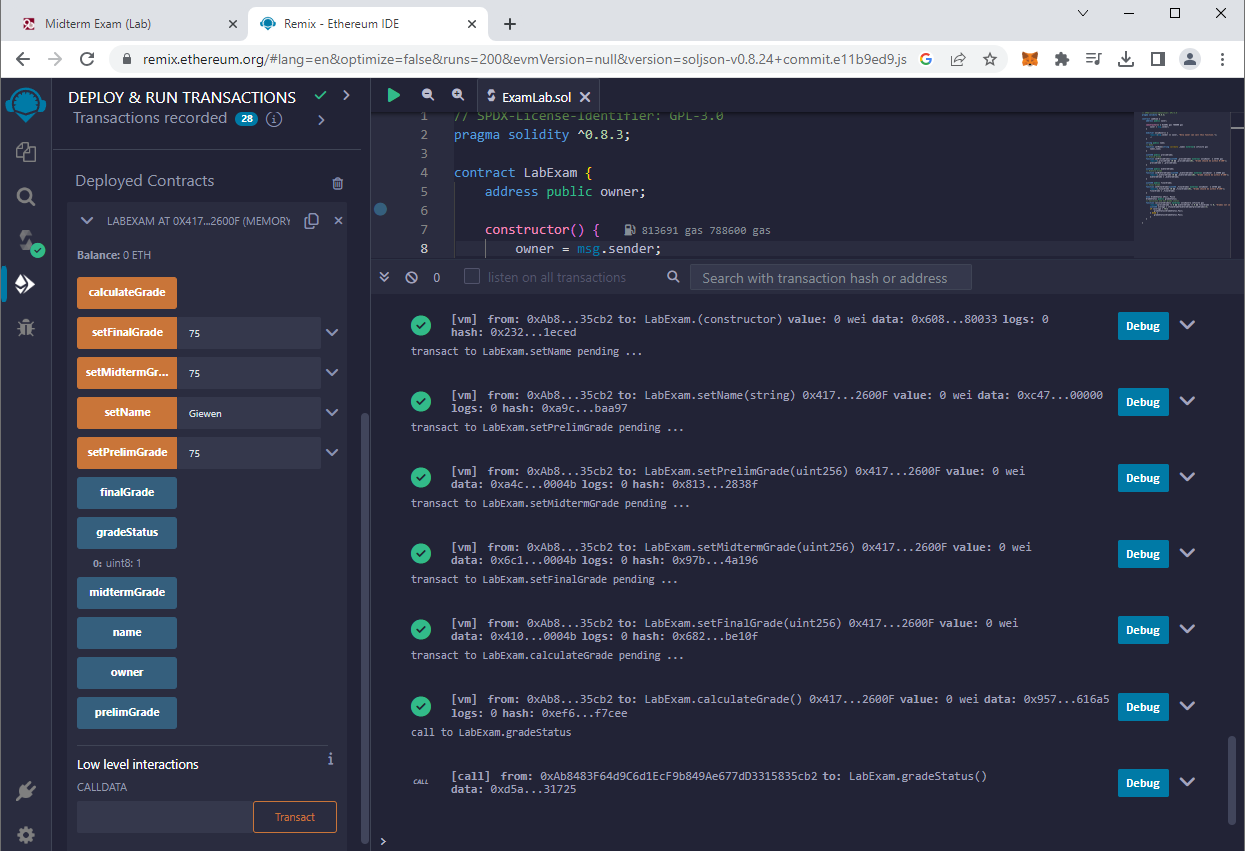 Midterm Exam (Lab)
Remix - Ethereum IDE
remix.ethereum.org/#lang=en&optimize=false&runs=200&evmVersion=null&version=soljson-v0.8.24+commit.e11b9ed9.js
DEPLOY & RUN TRANSACTIONS
Transactions recorded 28 i
Deployed Contracts
LABEXAM AT 0X417...2600F (MEMORY
Balance: 0 ETH
calculateGrade
setFinalGrade 75
setMidtermGr... 75
setName Giewen
setPrelimGrade 75
finalGrade
gradeStatus
0: uint8: 1
midtermGrade
name
owner
prelimGrade
Low level interactions i
CALLDATA
Transact
ExamLab.sol
1 // SPDX-License-Identifier: GPL-3.0
2 pragma solidity ^0.8.3;
3
4 contract LabExam {
5 address public owner;
6
7 constructor() { 813691 gas 788600 gas
8 owner = msg.sender;
0 listen on all transactions Search with transaction hash or address
[vm] from: 0xAb8...35cb2 to: LabExam.(constructor) value: 0 wei data: 0x608...80033 logs: 0
hash: 0x232...1eced
Debug
transact to LabExam.setName pending ...
[vm] from: 0xAb8...35cb2 to: LabExam.setName(string) 0x417...2600F value: 0 wei data: 0xc47...00000
logs: 0 hash: 0xa9c...baa97
Debug
transact to LabExam.setPrelimGrade pending ...
[vm] from: 0xAb8...35cb2 to: LabExam.setPrelimGrade(uint256) 0x417...2600F value: 0 wei
data: 0xa4c...0004b logs: 0 hash: 0x813...2838f
Debug
transact to LabExam.setMidtermGrade pending ...
[vm] from: 0xAb8...35cb2 to: LabExam.setMidtermGrade(uint256) 0x417...2600F value: 0 wei
data: 0x6c1...0004b logs: 0 hash: 0x97b...4a196
Debug
transact to LabExam.setFinalGrade pending ...
[vm] from: 0xAb8...35cb2 to: LabExam.setFinalGrade(uint256) 0x417...2600F value: 0 wei
data: 0x410...0004b logs: 0 hash: 0x682...be10f
Debug
transact to LabExam.calculateGrade pending ...
[vm] from: 0xAb8...35cb2 to: LabExam.calculateGrade() 0x417...2600F value: 0 wei data: 0x957...616a5
logs: 0 hash: 0xef6...f7cee
Debug
call to LabExam.gradeStatus
CALL
[call] from: 0xAb8483F64d9C6d1EcF9b849Ae677dD3315835cb2 to: LabExam.gradeStatus()
data: 0xd5a...31725
Debug
>